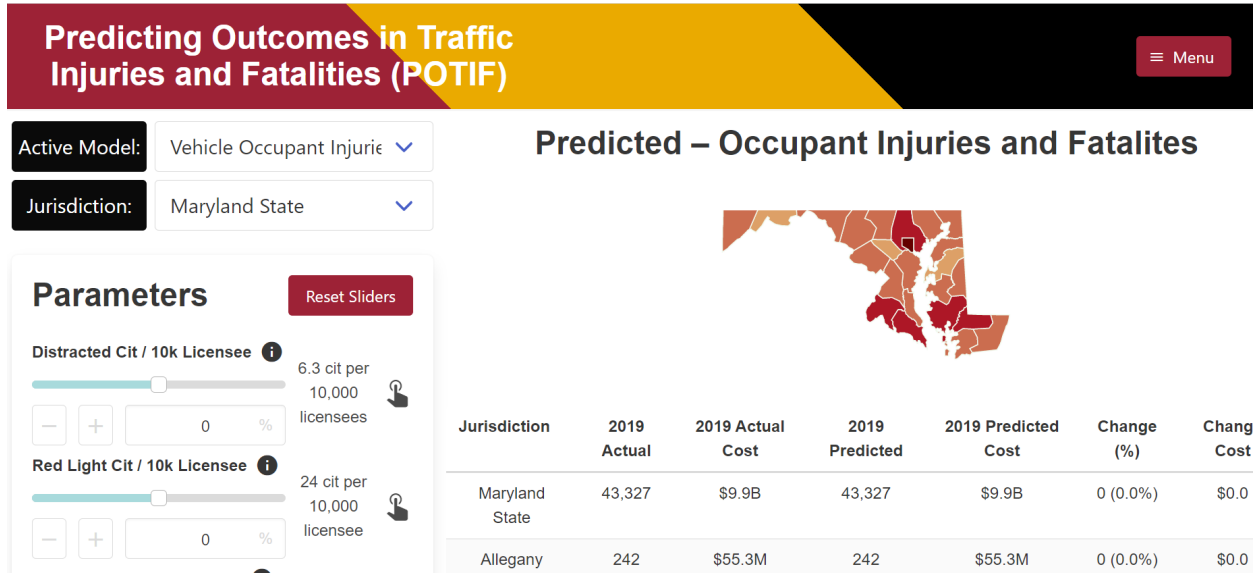 Predicting Outcomes in Traffic
Injuries and Fatalities (POTIF)
≡ Menu
Active Model:
Vehicle Occupant Injurie
Jurisdiction:
Maryland State
Predicted – Occupant Injuries and Fatalites
Parameters
Reset Sliders
Distracted Cit / 10k Licensee i
6.3 cit per
10,000
licensees
− + 0 %
Red Light Cit / 10k Licensee i
24 cit per
10,000
licensee
− + 0 %
Jurisdiction 2019 2019 Actual 2019 2019 Predicted Change Chang
Actual Cost Predicted Cost (%) Cost
Maryland 43,327 $9.9B 43,327 $9.9B 0 (0.0%) $0.0
State
Allegany 242 $55.3M 242 $55.3M 0 (0.0%) $0.0